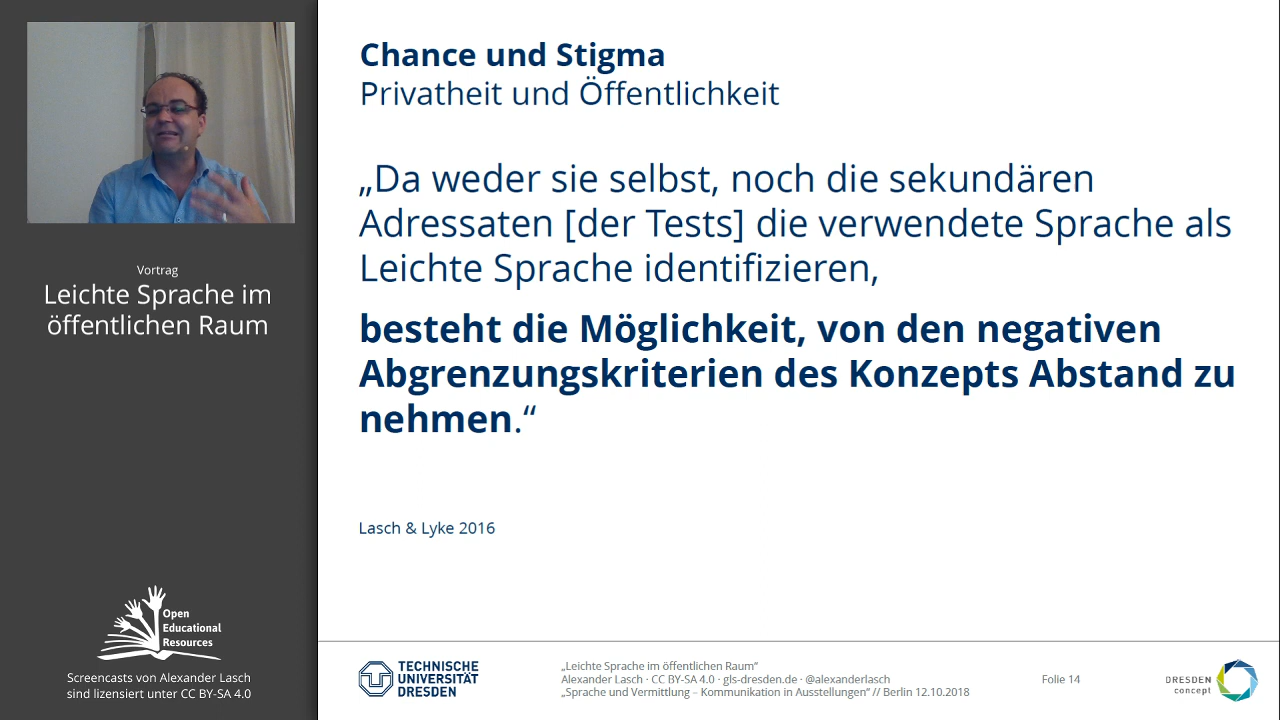 Vortrag
Leichte Sprache im
öffentlichen Raum
Open
Educational
Resources
Screencasts von Alexander Lasch
sind lizensiert unter CC BY-SA 4.0
Chance und Stigma
Privatheit und Öffentlichkeit
„Da weder sie selbst, noch die sekundären
Adressaten [der Tests] die verwendete Sprache als
Leichte Sprache identifizieren,
besteht die Möglichkeit, von den negativen
Abgrenzungskriterien des Konzepts Abstand zu
nehmen.“
Lasch & Lyke 2016
TECHNISCHE
UNIVERSITÄT
DRESDEN
„Leichte Sprache im öffentlichen Raum“
Alexander Lasch · CC BY-SA 4.0 · gls-dresden.de · @alexanderlasch
„Sprache und Vermittlung – Kommunikation in Ausstellungen“ // Berlin 12.10.2018
Folie 14
DRESDEN
concept